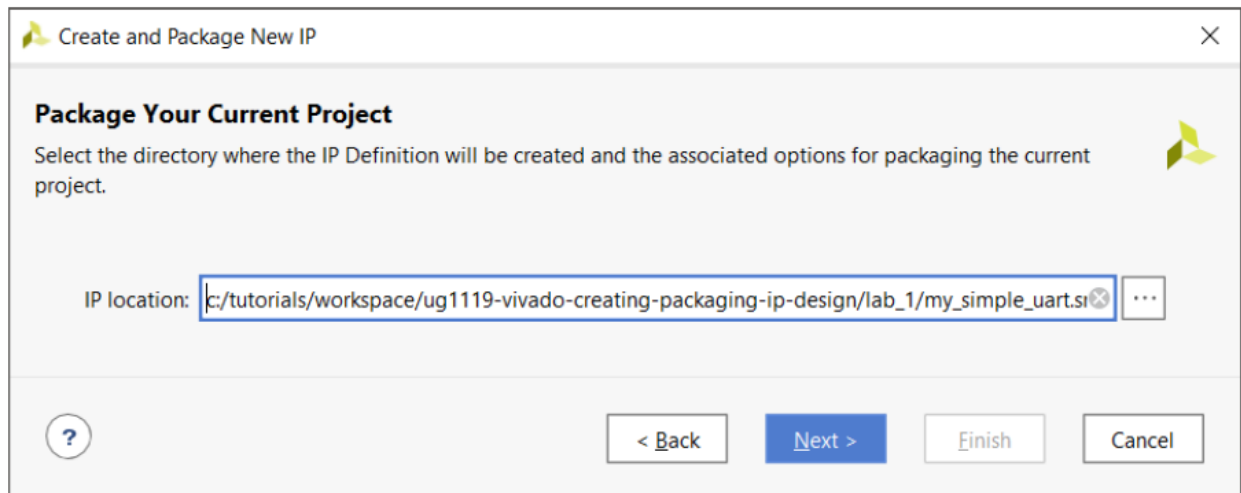 Create and Package New IP
Package Your Current Project
Select the directory where the IP Definition will be created and the associated options for packaging the current
project.
IP location: c:/tutorials/workspace/ug1119-vivado-creating-packaging-ip-design/lab_1/my_simple_uart.sr ...
? < Back Next > Finish Cancel